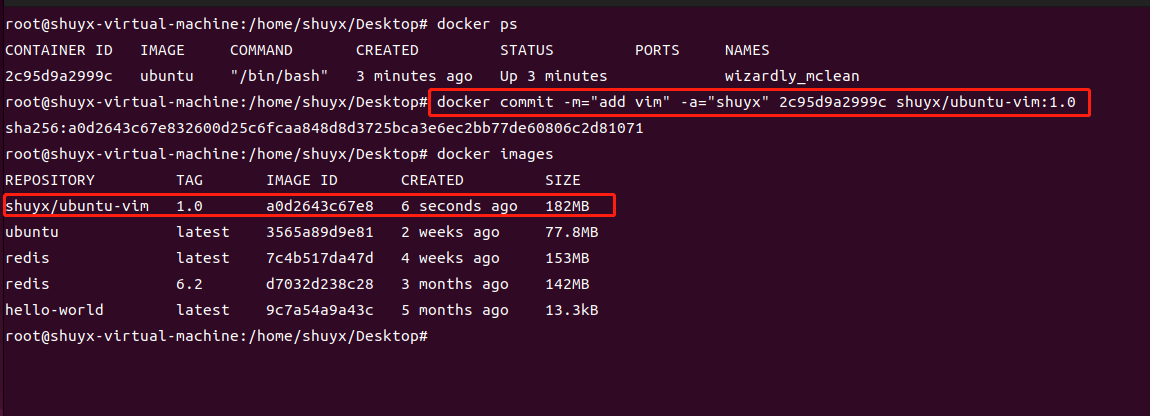 root@shuyx-virtual-machine:/home/shuyx/Desktop# docker ps
CONTAINER ID   IMAGE     COMMAND       CREATED         STATUS         PORTS     NAMES
2c95d9a2999c   ubuntu    "/bin/bash"   3 minutes ago   Up 3 minutes             wizardly_mclean
root@shuyx-virtual-machine:/home/shuyx/Desktop# docker commit -m="add vim" -a="shuyx" 2c95d9a2999c shuyx/ubuntu-vim:1.0
sha256:a0d2643c67e832600d25c6fcaa848d8d3725bca3e6ec2bb77de60806c2d81071
root@shuyx-virtual-machine:/home/shuyx/Desktop# docker images
REPOSITORY         TAG       IMAGE ID       CREATED         SIZE
shuyx/ubuntu-vim   1.0       a0d2643c67e8   6 seconds ago   182MB
ubuntu             latest    3565a89d9e81   2 weeks ago     77.8MB
redis              latest    7c4b517da47d   4 weeks ago     153MB
redis              6.2       d7032d238c28   3 months ago    142MB
hello-world        latest    9c7a54a9a43c   5 months ago    13.3kB
root@shuyx-virtual-machine:/home/shuyx/Desktop#